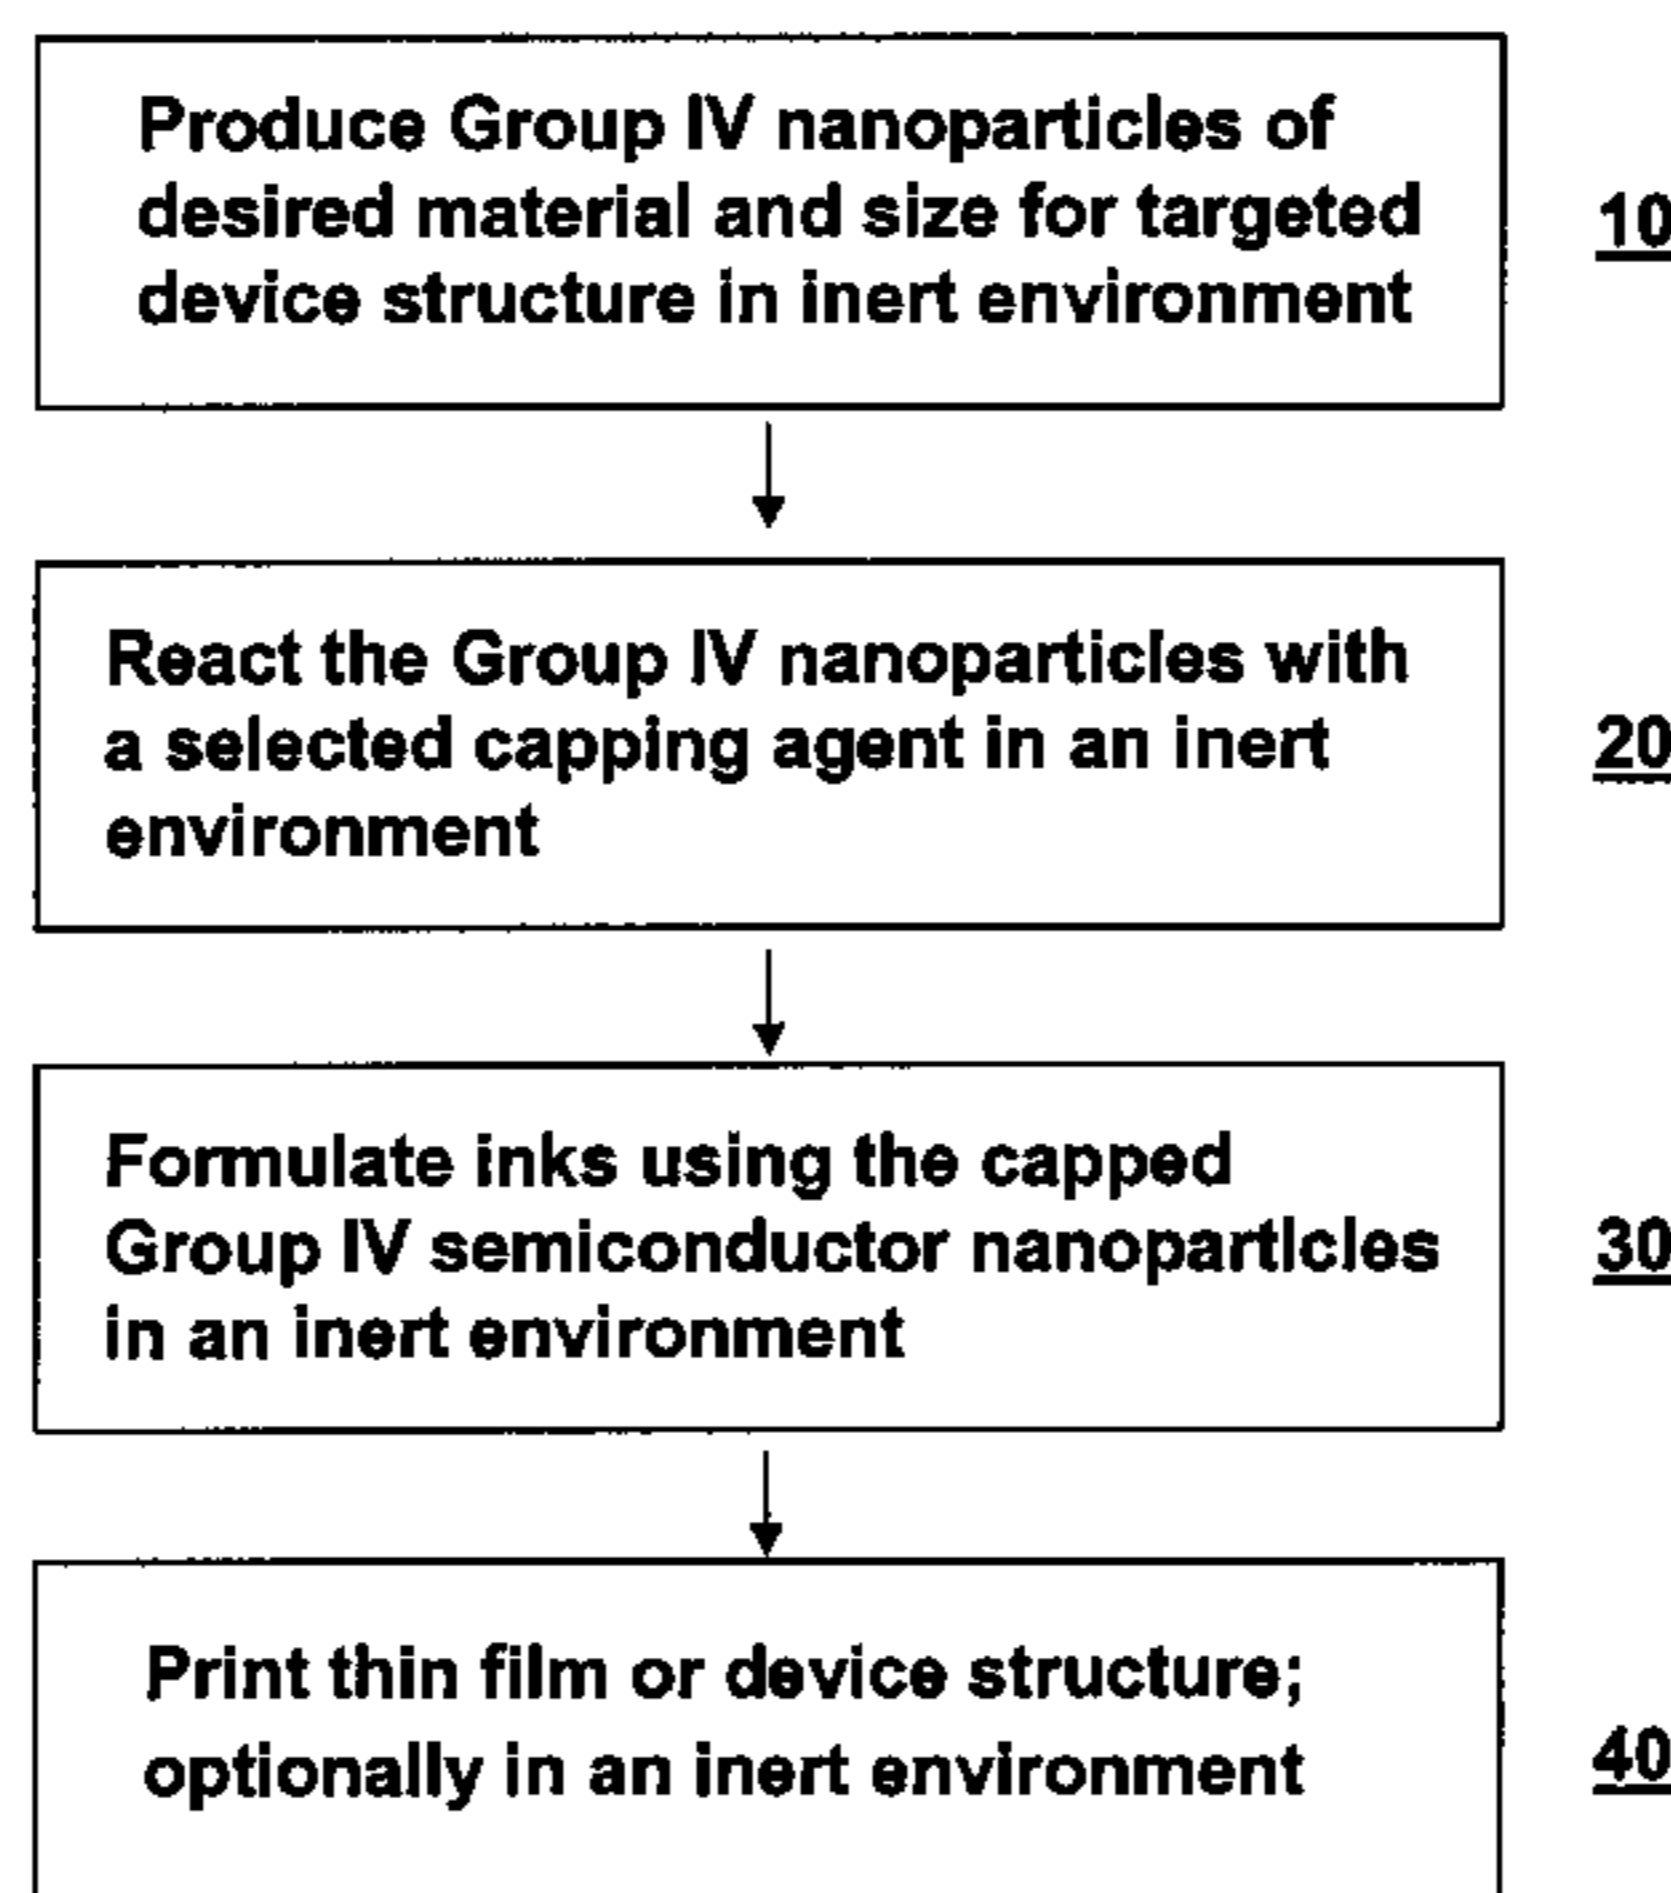 Produce Group IV nanoparticles of
desired material and size for targeted
device structure in inert environment
10
React the Group IV nanoparticles with
a selected capping agent in an inert
environment
20
Formulate inks using the capped
Group IV semiconductor nanoparticles
in an inert environment
30
Print thin film or device structure;
optionally in an inert environment
40